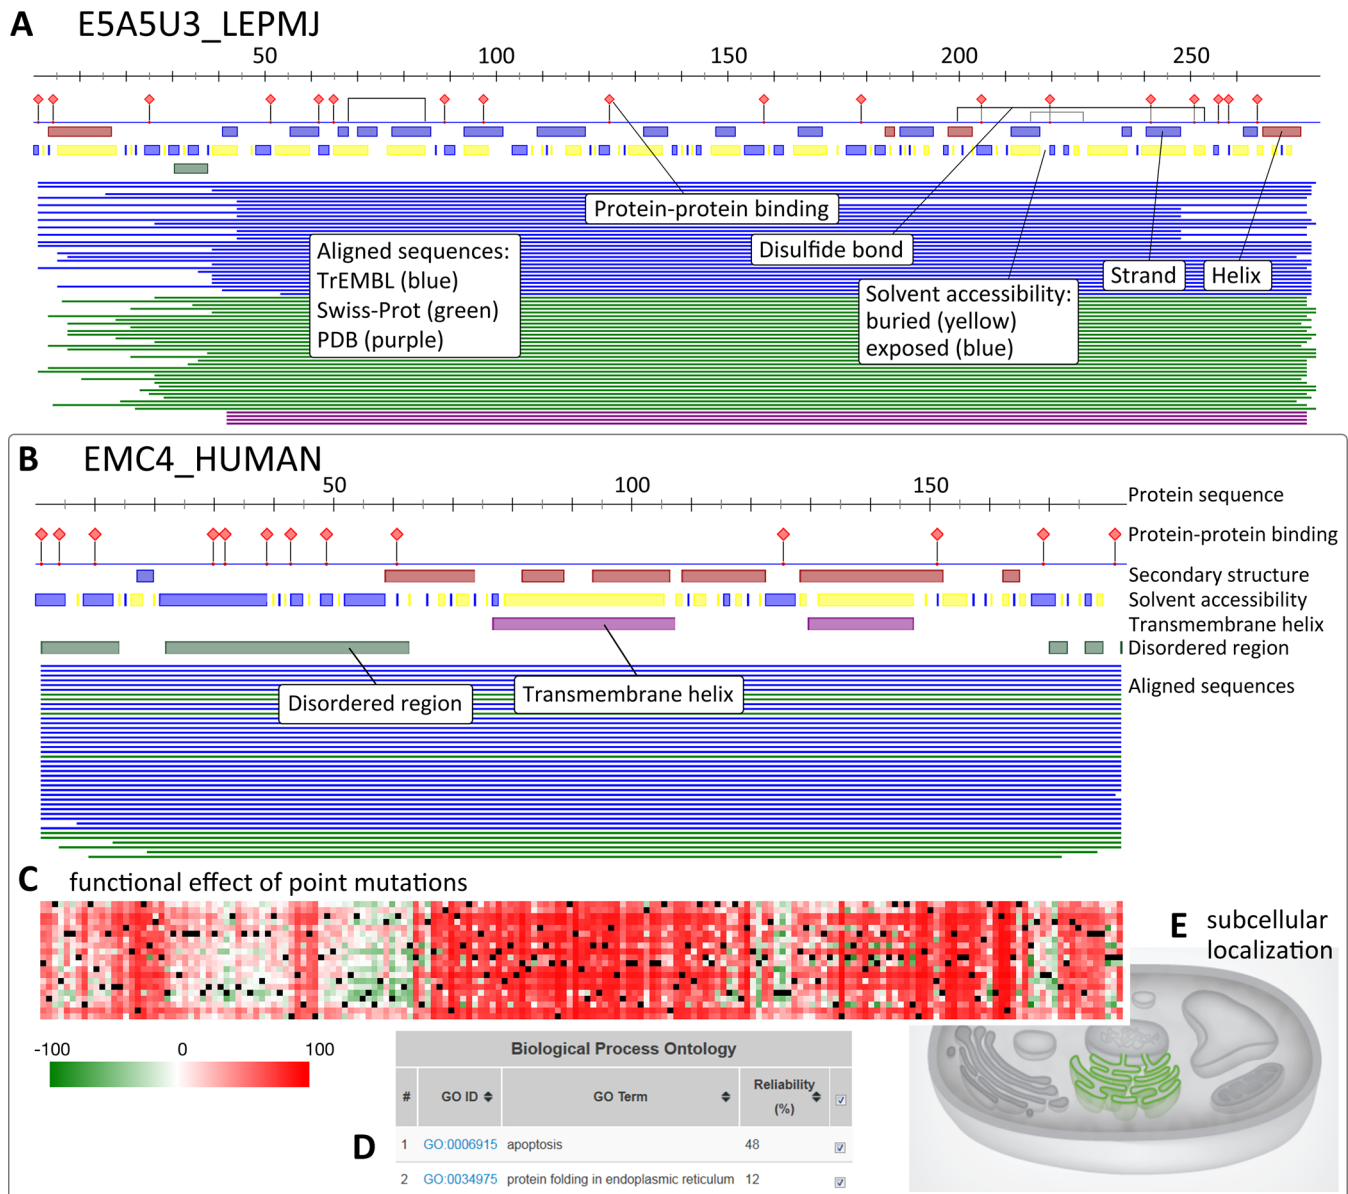 A E5A5U3_LEPMJ
50 100 150 200 250
Protein-protein binding
Disulfide bond
Aligned sequences:
TrEMBL (blue)
Swiss-Prot (green)
PDB (purple)
Solvent accessibility:
buried (yellow)
exposed (blue)
Strand
Helix
B EMC4_HUMAN
50 100 150
Protein sequence
Protein-protein binding
Secondary structure
Solvent accessibility
Transmembrane helix
Disordered region
Aligned sequences
Disordered region
Transmembrane helix
C functional effect of point mutations
-100 0 100
D
Biological Process Ontology
# GO ID GO Term Reliability (%)
1 GO:0006915 apoptosis 48
2 GO:0034975 protein folding in endoplasmic reticulum 12
E subcellular
localization